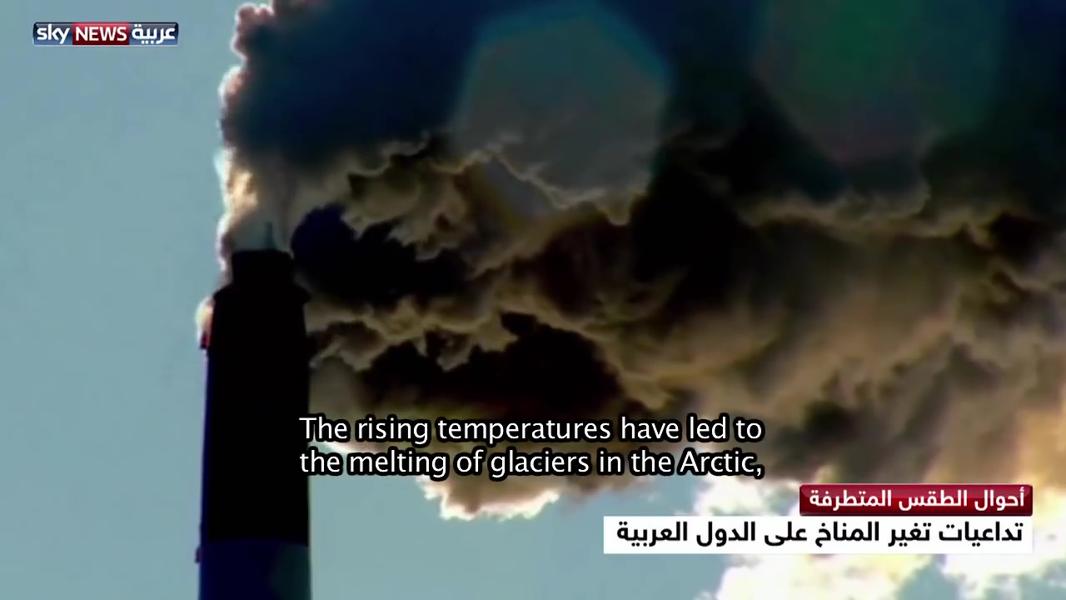 sky NEWS عربية
The rising temperatures have led to
the melting of glaciers in the Arctic,
أحوال الطقس المتطرفة
تداعيات تغير المناخ على الدول العربية